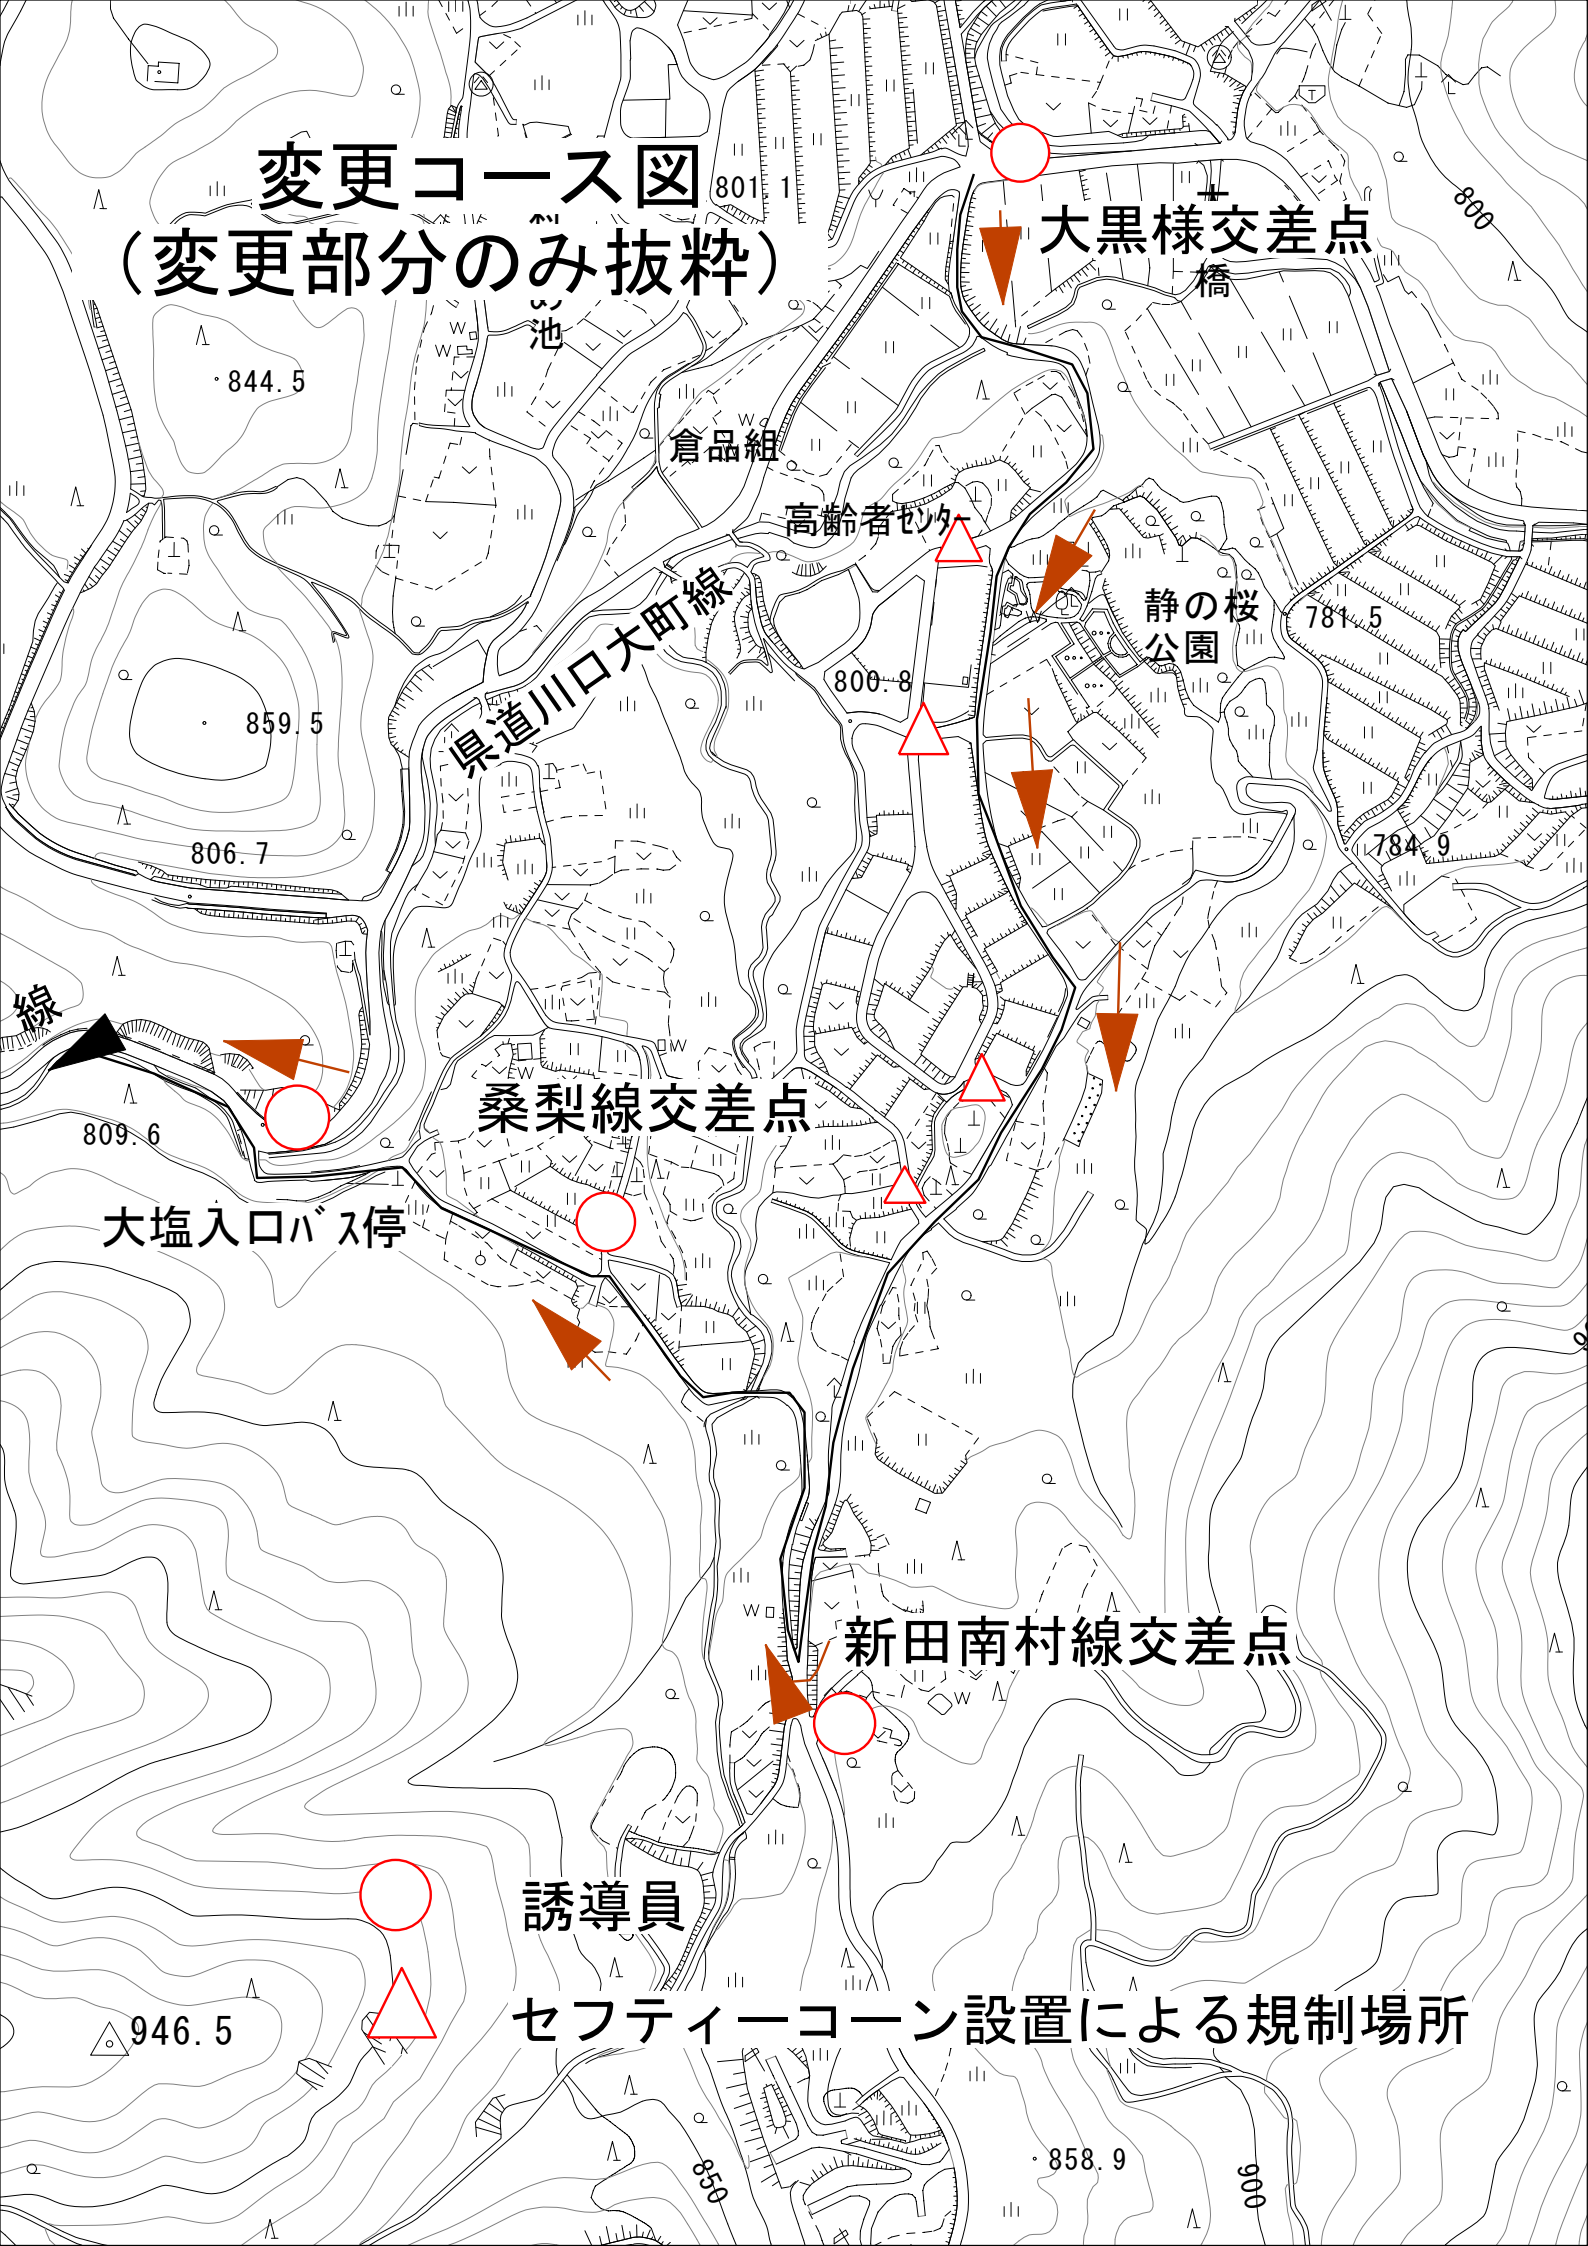 変更コース図
（変更部分のみ抜粋）
801.1
800
大黒様交差点
橋
池
844.5
倉品組
高齢者ｾﾝﾀｰ
県道川口大町線
静の桜
公園
781.5
800.8
859.5
806.7
784.9
線
桑梨線交差点
809.6
大塩入口ﾊﾞｽ停
新田南村線交差点
誘導員
セフティーコーン設置による規制場所
946.5
858.9
850
900